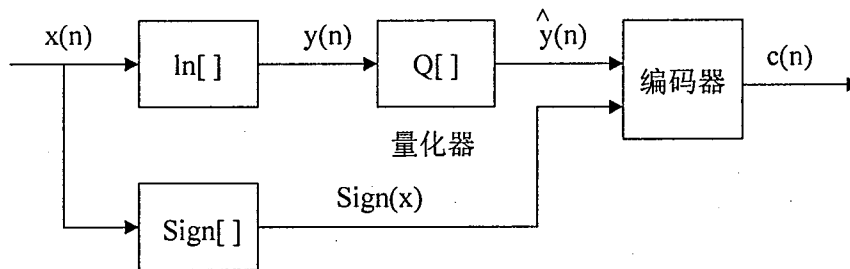 x(n)
ln[ ]
y(n)
Q[ ]
^
y(n)
编码器
c(n)
量化器
Sign[ ]
Sign(x)